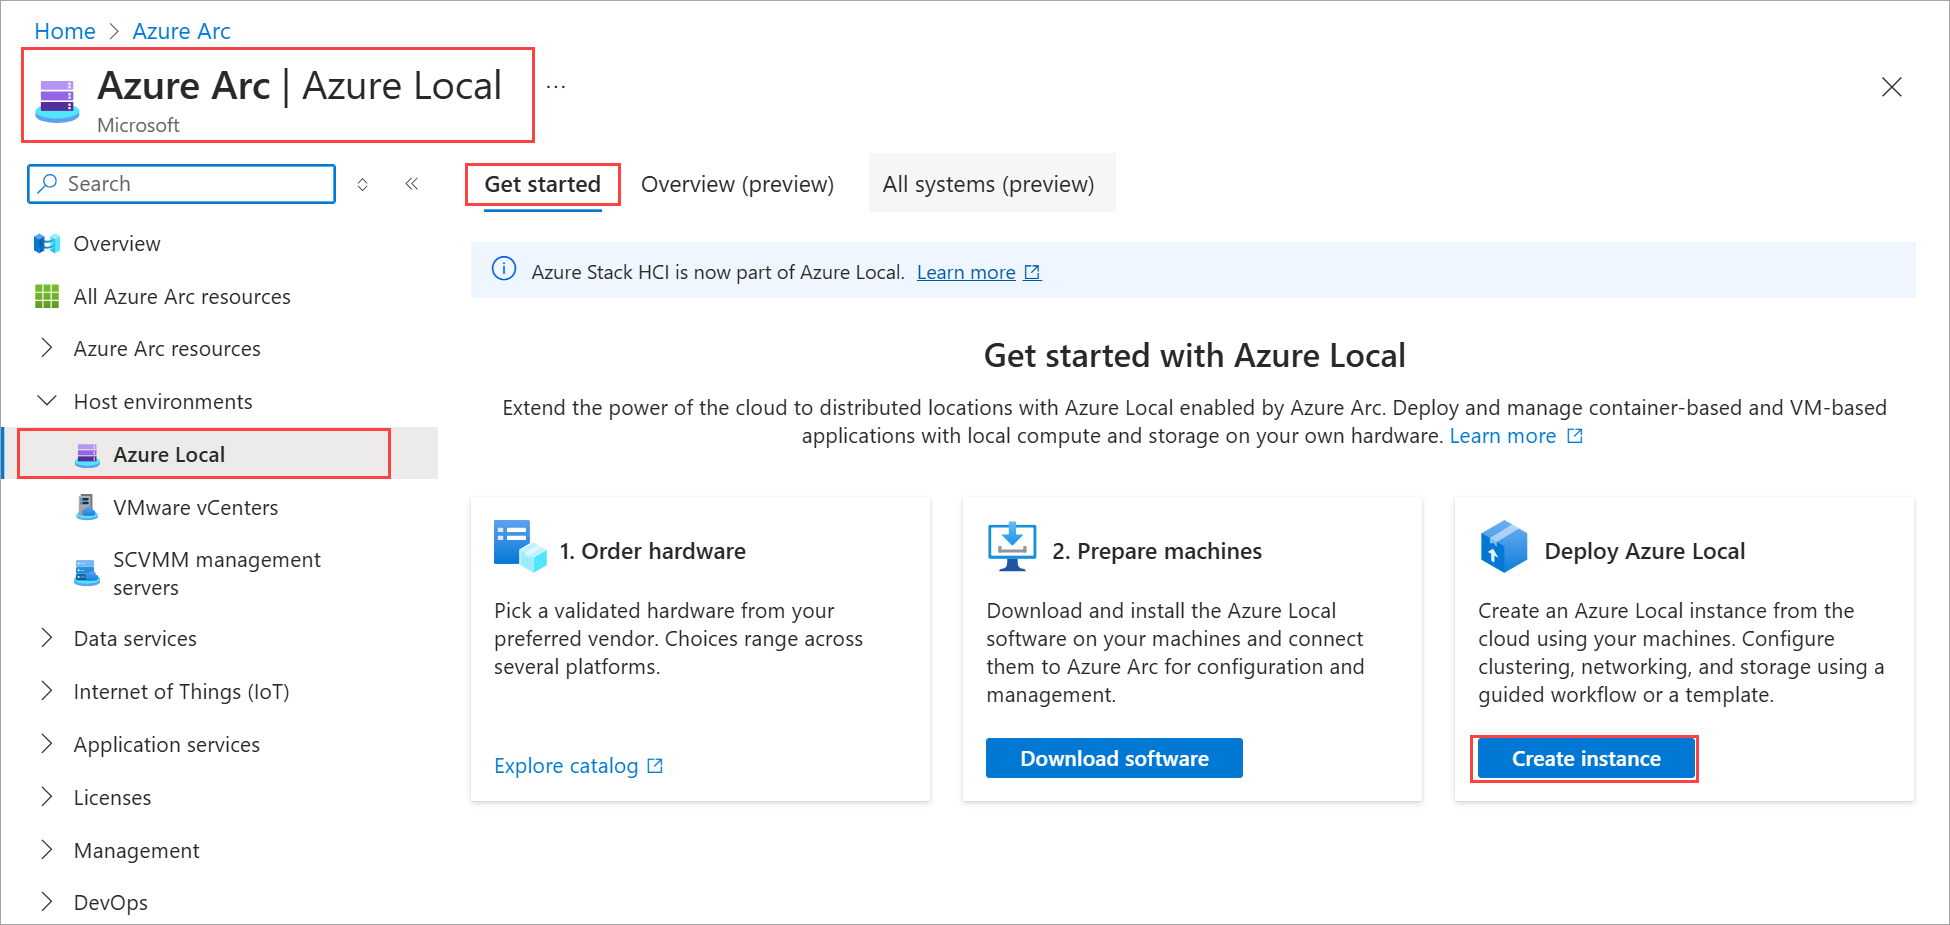 Home > Azure Arc
Azure Arc | Azure Local ...
Microsoft
Search
Overview
All Azure Arc resources
Azure Arc resources
Host environments
Azure Local
VMware vCenters
SCVMM management
servers
Data services
Internet of Things (IoT)
Application services
Licenses
Management
DevOps
Get started Overview (preview) All systems (preview)
Azure Stack HCI is now part of Azure Local. Learn more
Get started with Azure Local
Extend the power of the cloud to distributed locations with Azure Local enabled by Azure Arc. Deploy and manage container-based and VM-based
applications with local compute and storage on your own hardware. Learn more
1. Order hardware
Pick a validated hardware from your
preferred vendor. Choices range across
several platforms.
Explore catalog
2. Prepare machines
Download and install the Azure Local
software on your machines and connect
them to Azure Arc for configuration and
management.
Download software
Deploy Azure Local
Create an Azure Local instance from the
cloud using your machines. Configure
clustering, networking, and storage using a
guided workflow or a template.
Create instance